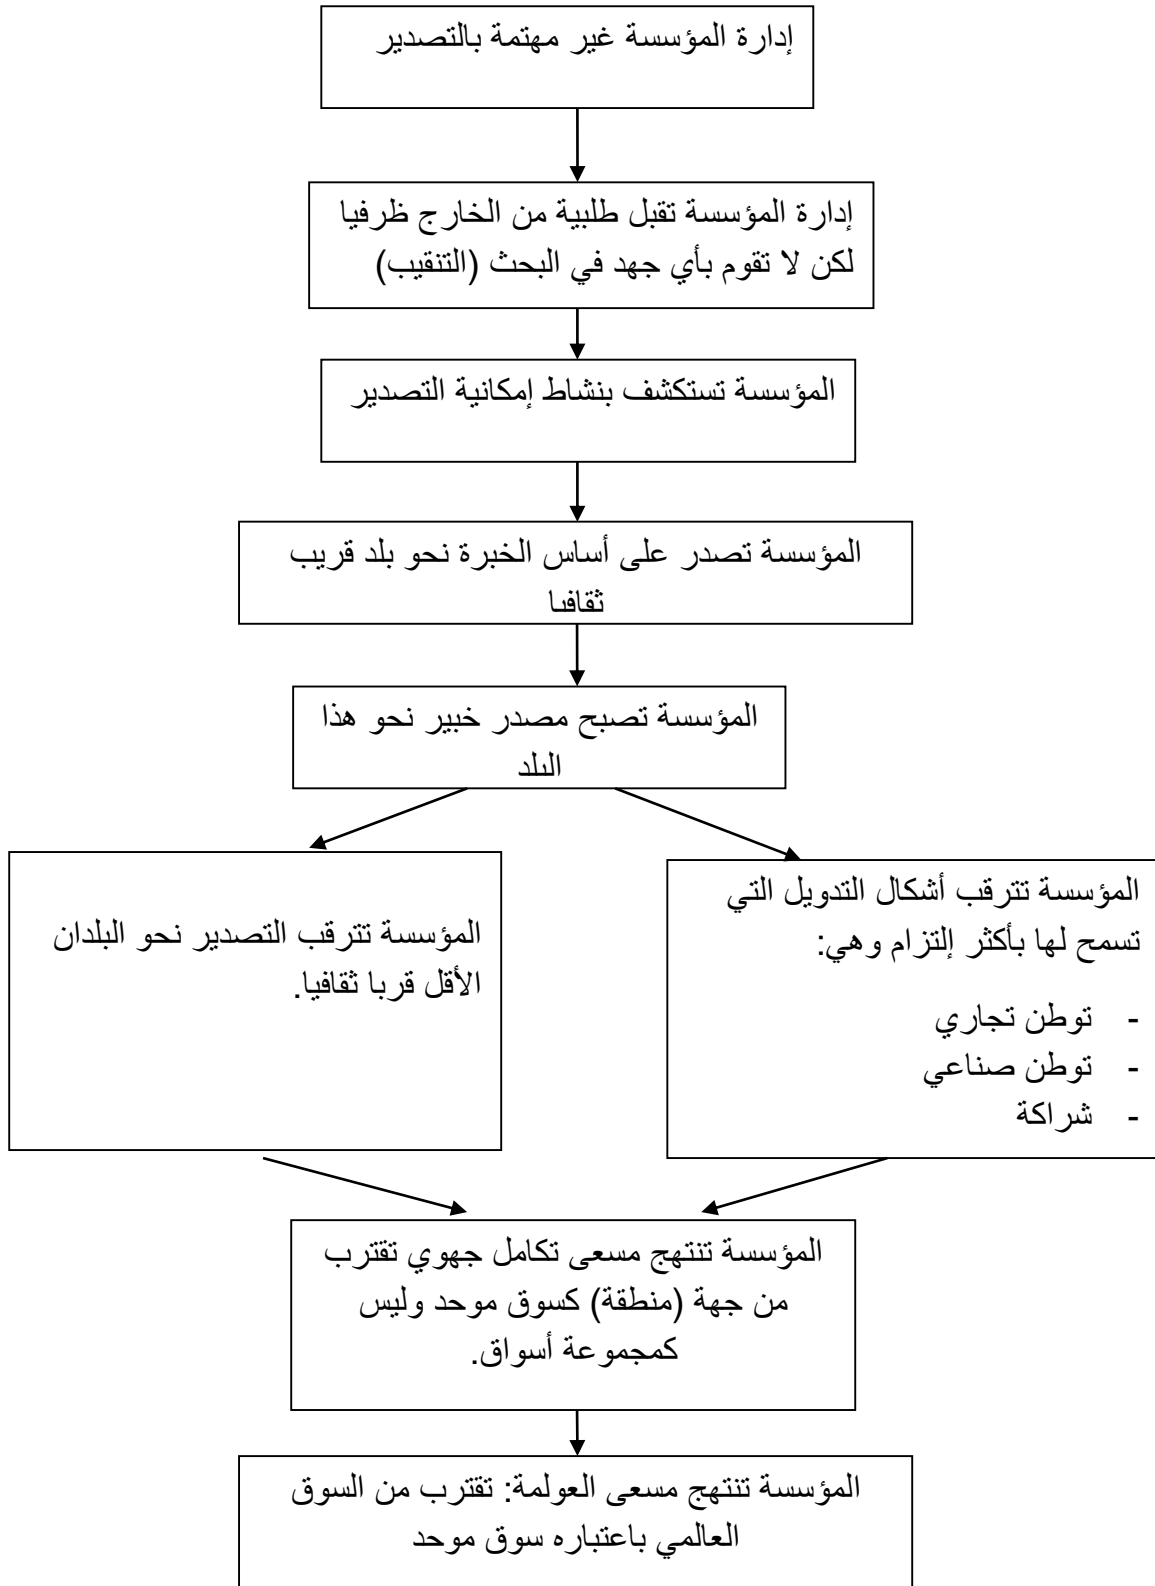 إدارة المؤسسة غير مهتمة بالتصدير
إدارة المؤسسة تقبل طلبية من الخارج ظرفيا
لكن لا تقوم بأي جهد في البحث (التنقيب)
المؤسسة تستكشف بنشاط إمكانية التصدير
المؤسسة تصدر على أساس الخبرة نحو بلد قريب
ثقافيا
المؤسسة تصبح مصدر خبير نحو هذا
البلد
المؤسسة تترقب أشكال التدويل التي
تسمح لها بأكثر إلتزام وهي:
- توطن تجاري
- توطن صناعي
- شراكة
المؤسسة تترقب التصدير نحو البلدان
الأقل قربا ثقافيا.
المؤسسة تنتهج مسعى تكامل جهوي تقترب
من جهة (منطقة) كسوق موحد وليس
كمجموعة أسواق.
المؤسسة تنتهج مسعى العولمة: تقترب من السوق
العالمي باعتباره سوق موحد